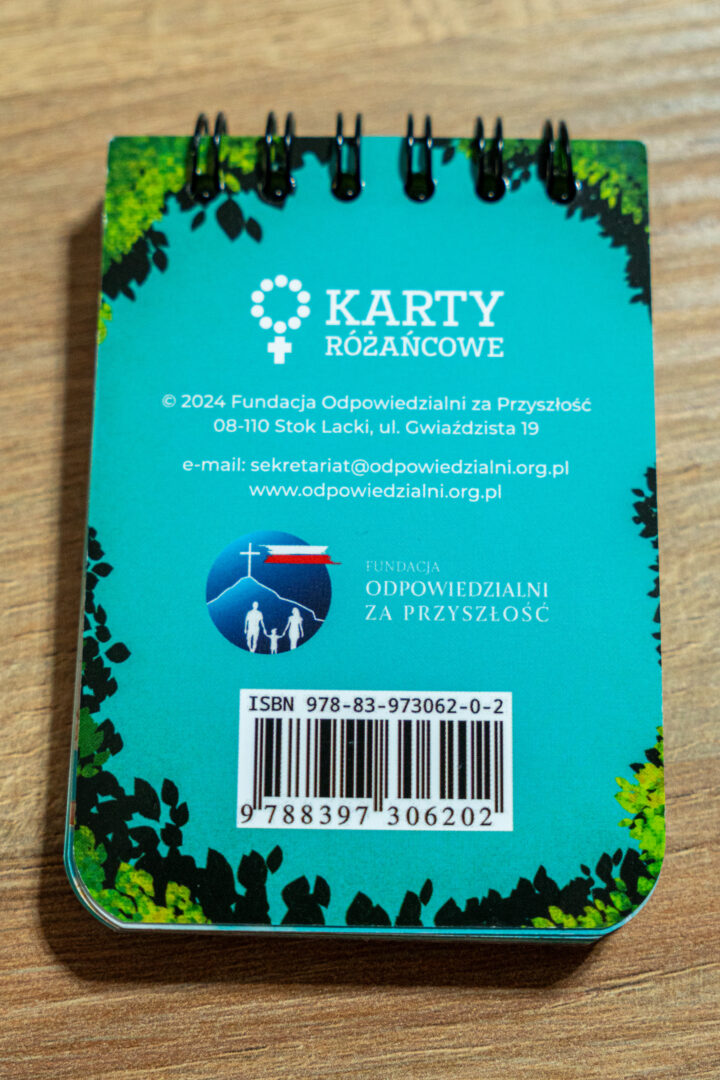 KARTY
RÓŻAŃCOWE
© 2024 Fundacja Odpowiedzialni za Przyszłość
08-110 Stok Lacki, ul. Gwiaździsta 19
e-mail: sekretariat@odpowiedzialni.org.pl
www.odpowiedzialni.org.pl
FUNDACJA
ODPOWIEDZIALNI
ZA PRZYSZŁOŚĆ
ISBN 978-83-973062-0-2
9 788397 306202